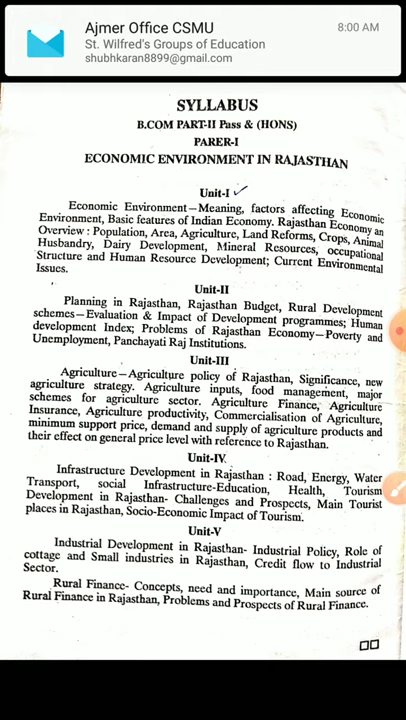 Ajmer Office CSMU
8:00 AM
St. Wilfred's Groups of Education
shubhkaran8899@gmail.com
SYLLABUS
B.COM PART-II Pass & (HONS)
PARER-I
ECONOMIC ENVIRONMENT IN RAJASTHAN
Unit-I
Economic Environment–Meaning, factors affecting Economic
Environment, Basic features of Indian Economy. Rajasthan Economy an
Overview : Population, Area, Agriculture, Land Reforms, Crops, Animal
Husbandry, Dairy Development, Mineral Resources, occupational
Structure and Human Resource Development; Current Environmental
Issues.
Unit-II
Planning in Rajasthan, Rajasthan Budget, Rural Development
schemes–Evaluation & Impact of Development programmes; Human
development Index; Problems of Rajasthan Economy–Poverty and
Unemployment, Panchayati Raj Institutions.
Unit-III
Agriculture–Agriculture policy of Rajasthan, Significance, new
agriculture strategy. Agriculture inputs, food management, major
schemes for agriculture sector. Agriculture Finance, Agriculture
Insurance, Agriculture productivity, Commercialisation of Agriculture,
minimum support price, demand and supply of agriculture products and
their effect on general price level with reference to Rajasthan.
Unit-IV
Infrastructure Development in Rajasthan : Road, Energy, Water
Transport, social Infrastructure-Education, Health, Tourism
Development in Rajasthan- Challenges and Prospects, Main Tourist
places in Rajasthan, Socio-Economic Impact of Tourism.
Unit-V
Industrial Development in Rajasthan- Industrial Policy, Role of
cottage and Small industries in Rajasthan, Credit flow to Industrial
Sector.
Rural Finance- Concepts, need and importance, Main source of
Rural Finance in Rajasthan, Problems and Prospects of Rural Finance.